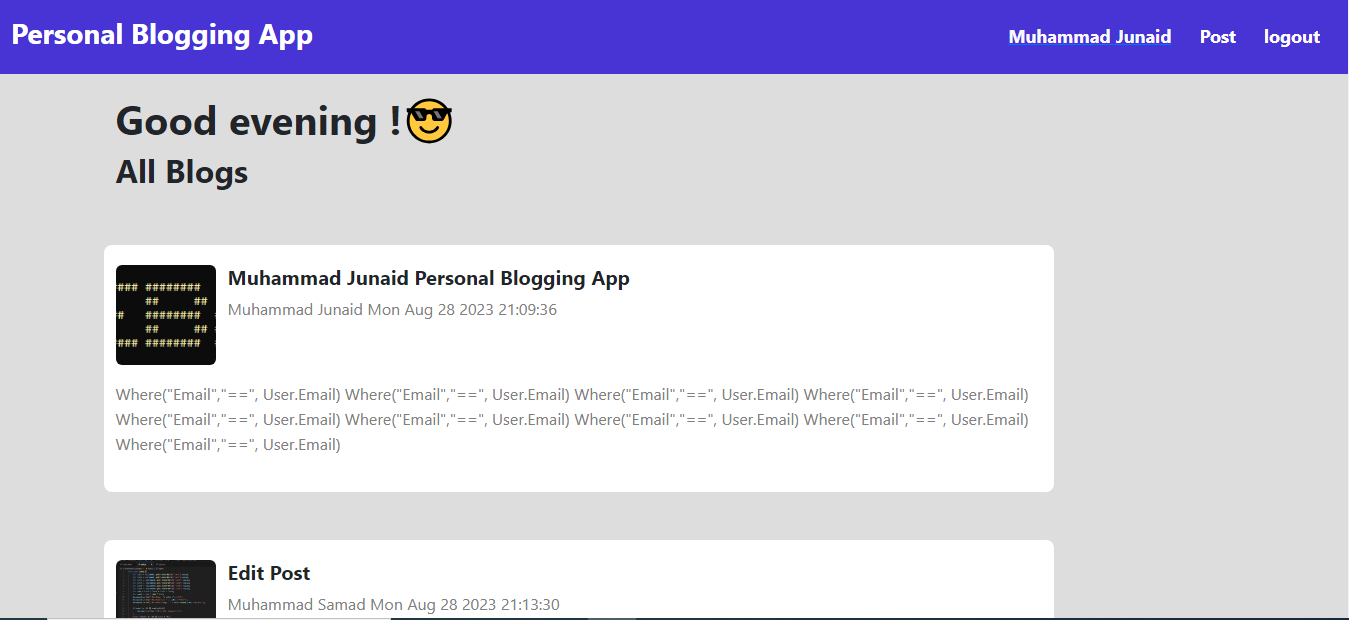 Personal Blogging App
Muhammad Junaid Post logout
Good evening !😎
All Blogs
Muhammad Junaid Personal Blogging App
Muhammad Junaid Mon Aug 28 2023 21:09:36
Where("Email","==", User.Email) Where("Email","==", User.Email) Where("Email","==", User.Email) Where("Email","==", User.Email)
Where("Email","==", User.Email) Where("Email","==", User.Email) Where("Email","==", User.Email) Where("Email","==", User.Email)
Where("Email","==", User.Email)
Edit Post
Muhammad Samad Mon Aug 28 2023 21:13:30